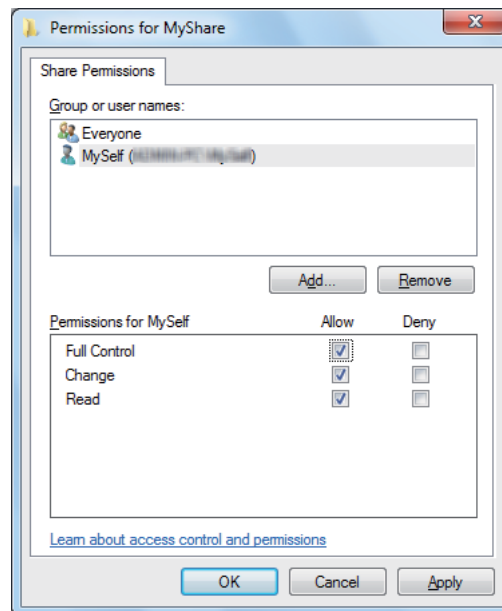 Permissions for MyShare
Share Permissions
Group or user names:
Everyone
MySelf (
Add... Remove
Permissions for MySelf Allow Deny
Full Control
Change
Read
Learn about access control and permissions
OK Cancel Apply